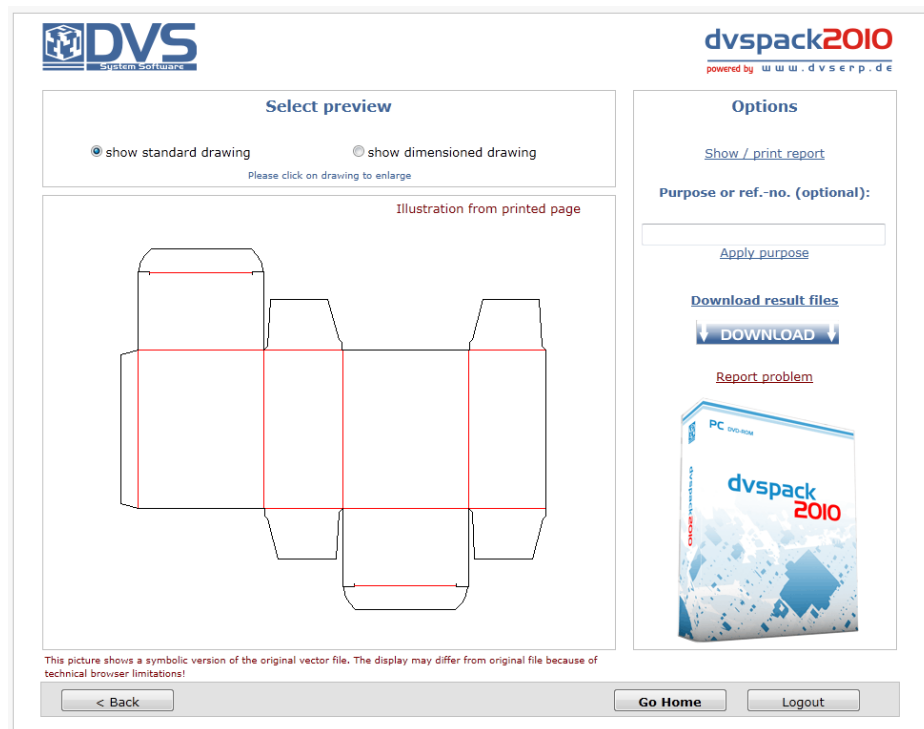 DVS
System Software
dvspack2010
powered by www.dvserp.de
Select preview
show standard drawing
show dimensioned drawing
Please click on drawing to enlarge
Illustration from printed page
This picture shows a symbolic version of the original vector file. The display may differ from original file because of
technical browser limitations!
Options
Show / print report
Purpose or ref.-no. (optional):
Apply purpose
Download result files
DOWNLOAD
Report problem
PC DVD-ROM
dvspack
2010
dvspack2010
< Back
Go Home
Logout